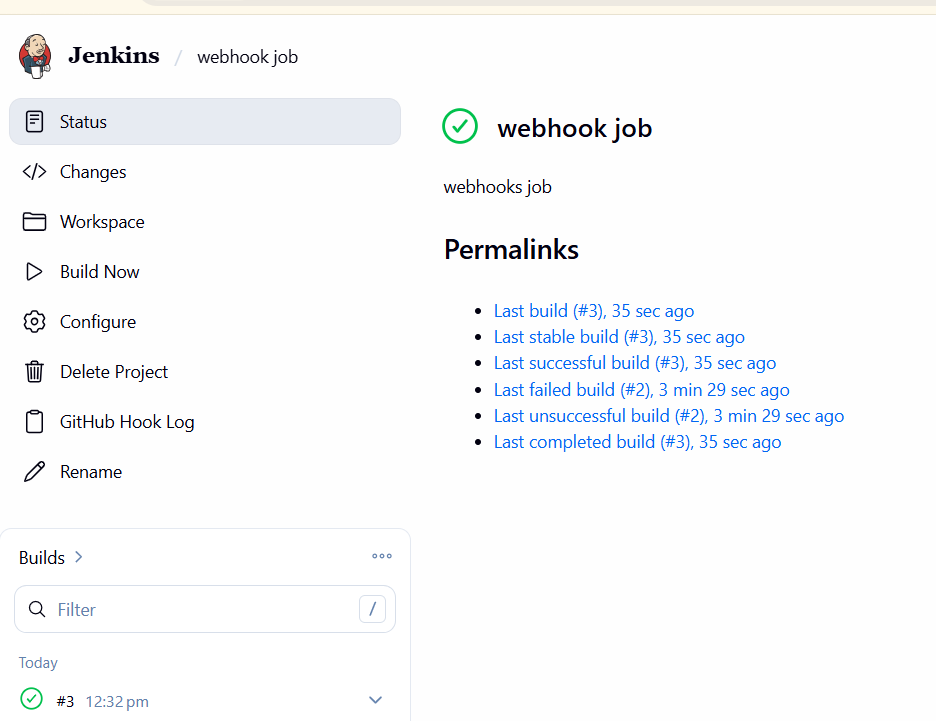 Jenkins / webhook job
Status
Changes
Workspace
Build Now
Configure
Delete Project
GitHub Hook Log
Rename
Builds
Filter /
Today
#3 12:32 pm
webhook job
webhooks job
Permalinks
Last build (#3), 35 sec ago
Last stable build (#3), 35 sec ago
Last successful build (#3), 35 sec ago
Last failed build (#2), 3 min 29 sec ago
Last unsuccessful build (#2), 3 min 29 sec ago
Last completed build (#3), 35 sec ago